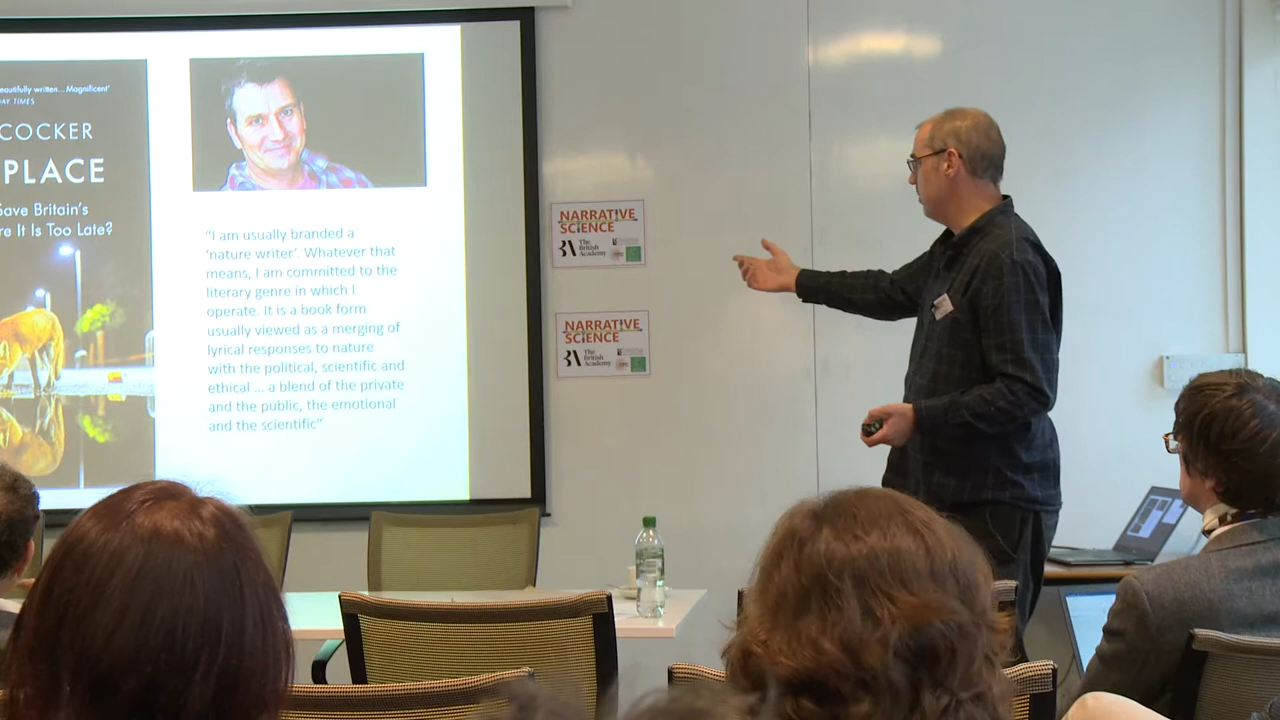 eautifully written... Magnificent'
DAY TIMES
COCKER
PLACE
Save Britain's
re It Is Too Late?
"I am usually branded a
'nature writer'. Whatever that
means, I am committed to the
literary genre in which I
operate. It is a book form
usually viewed as a merging of
lyrical responses to nature
with the political, scientific and
ethical ... a blend of the private
and the public, the emotional
and the scientific"
NARRATIVE
SCIENCE
The
British
Academy
NARRATIVE
SCIENCE
The
British
Academy